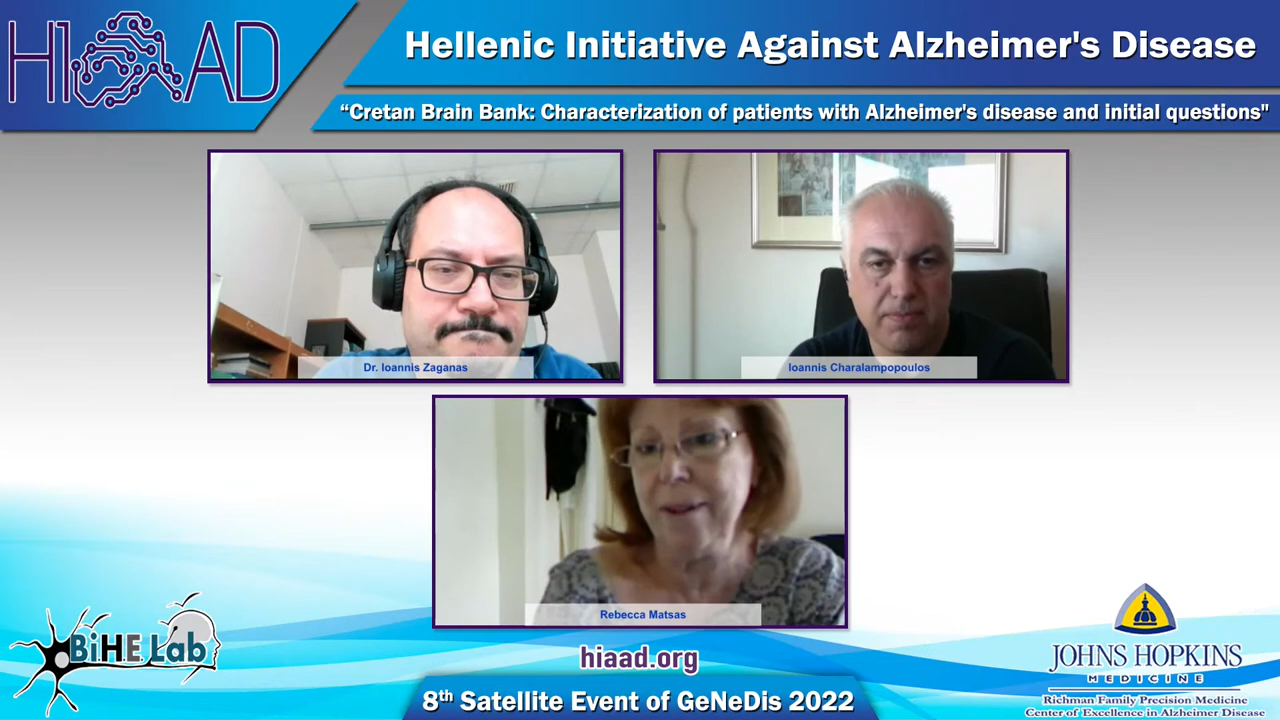 HIAAD
Hellenic Initiative Against Alzheimer's Disease
“Cretan Brain Bank: Characterization of patients with Alzheimer's disease and initial questions"
Dr. Ioannis Zaganas
Ioannis Charalampopoulos
Rebecca Matsas
BiHE Lab
hiaad.org
8th Satellite Event of GeNeDis 2022
JOHNS HOPKINS
MEDICINE
Richman Family Precision Medicine
Center of Excellence in Alzheimer Disease